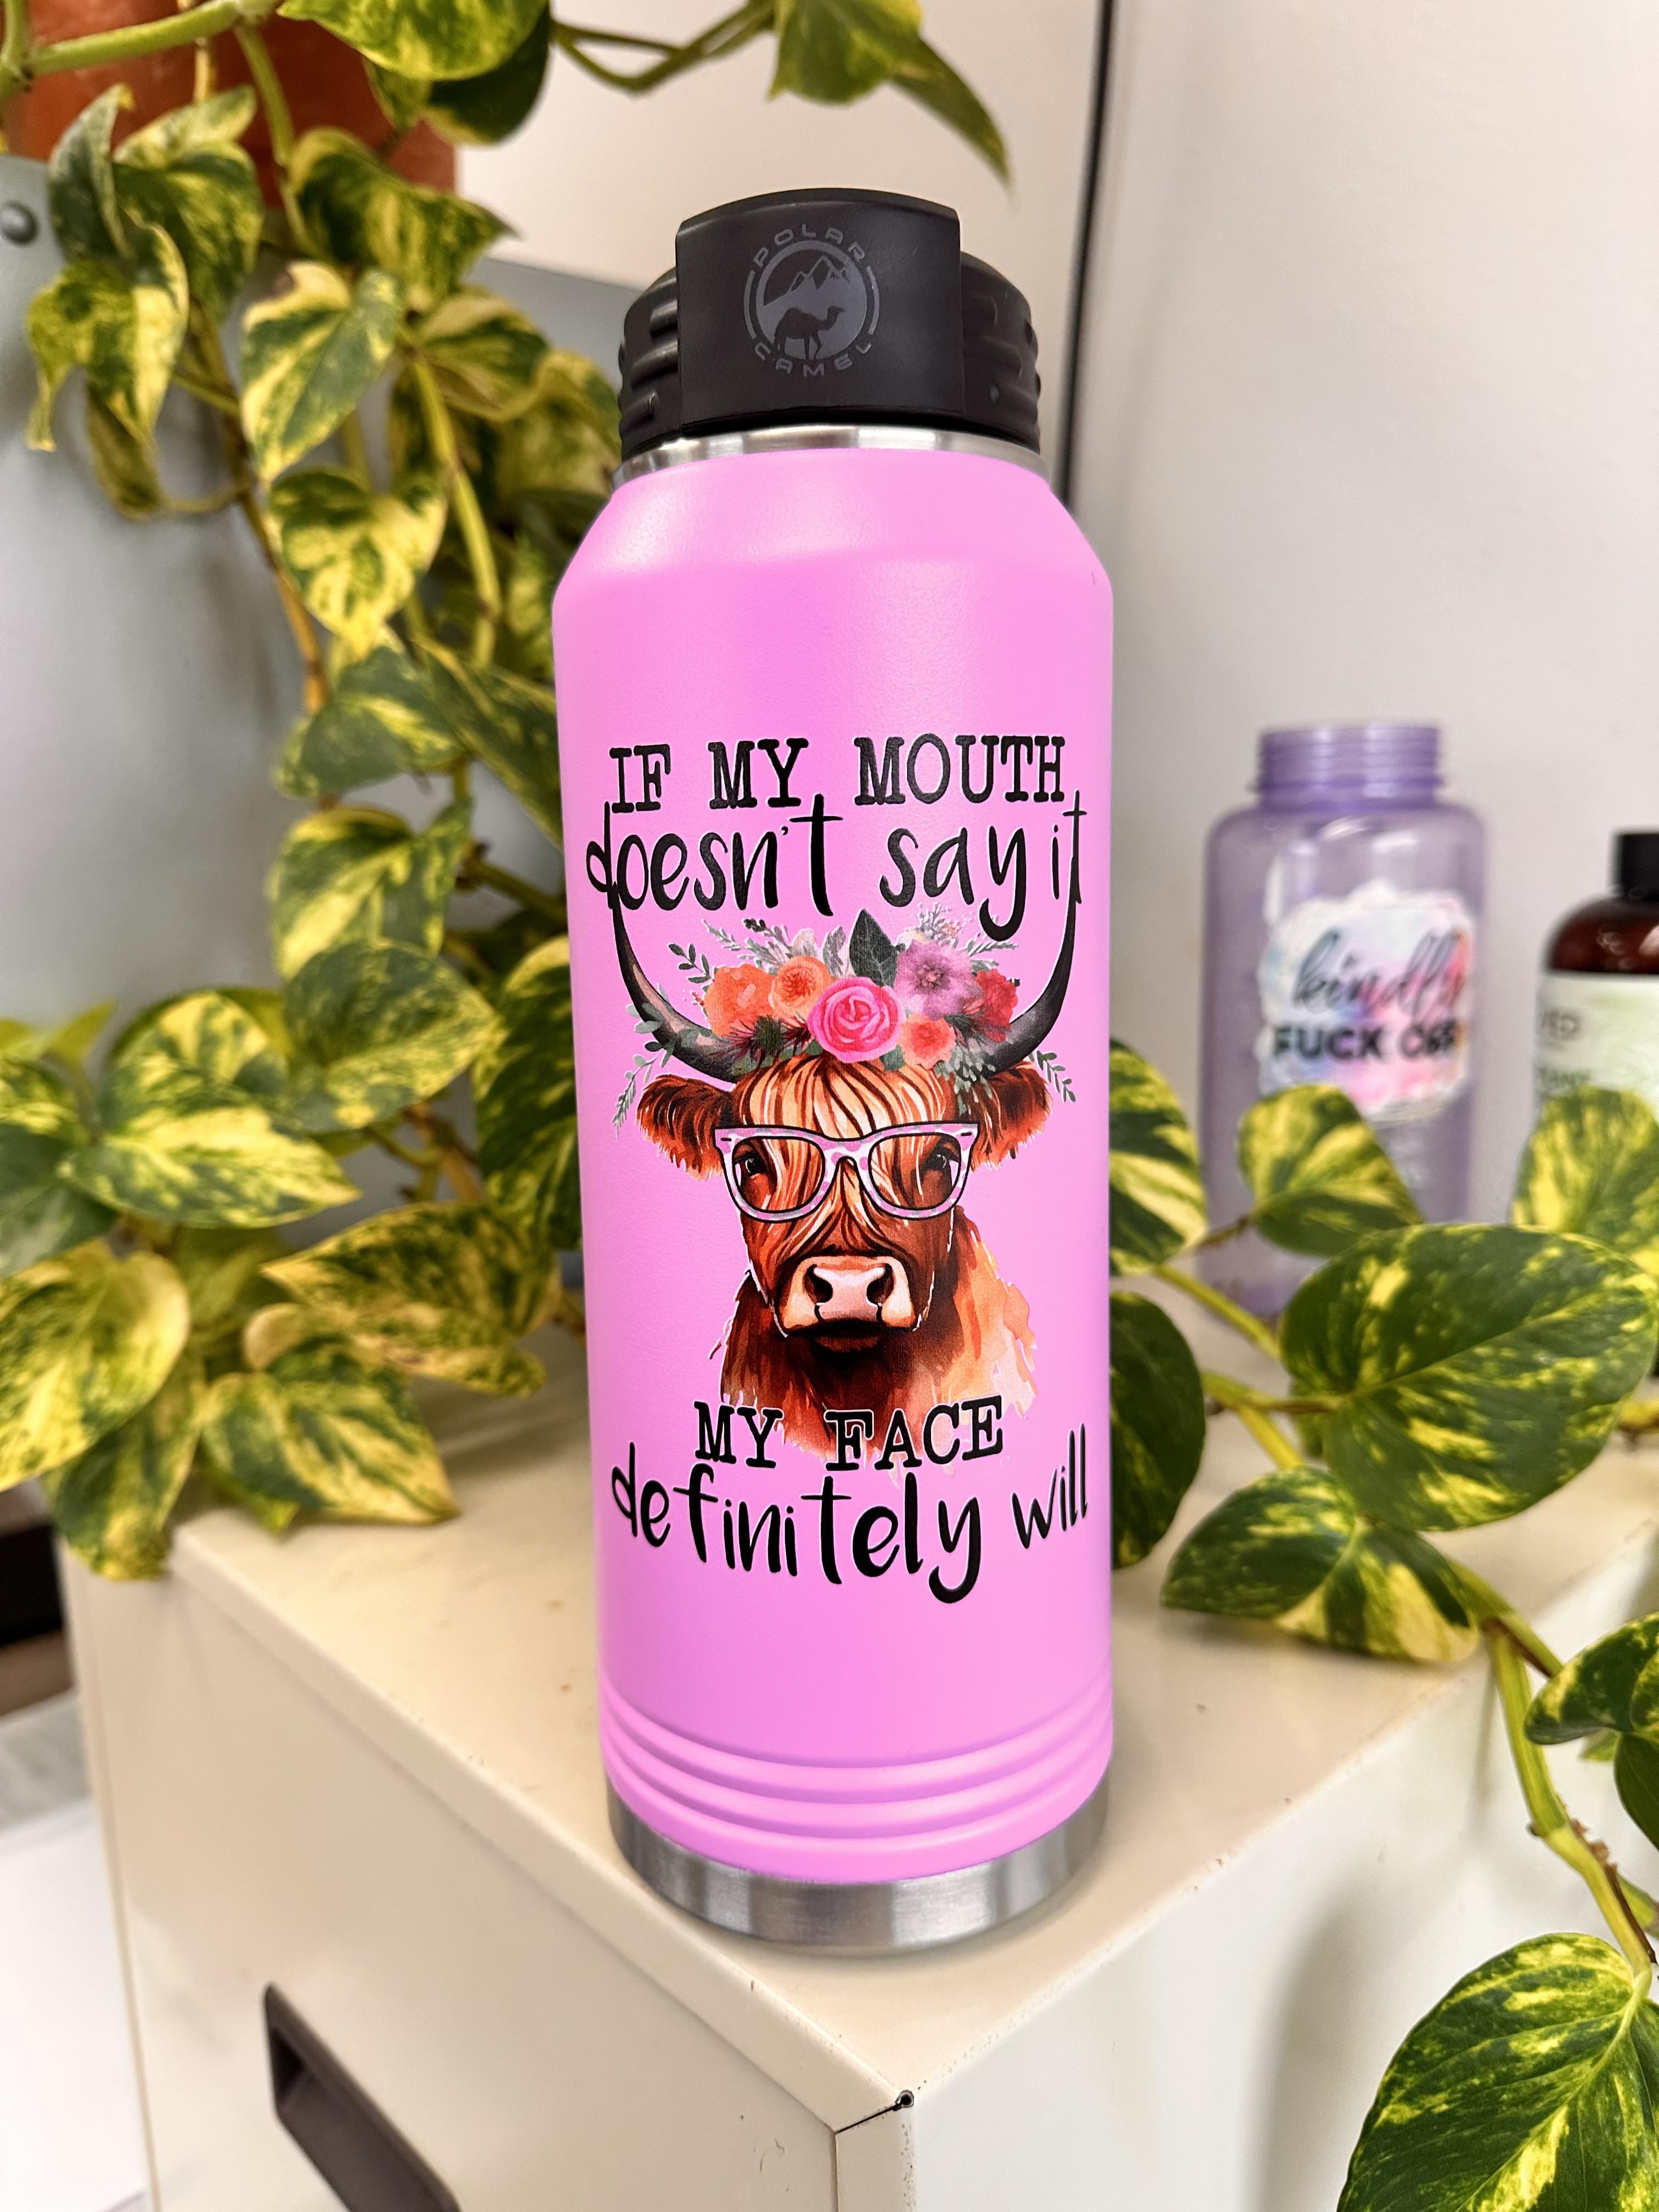 POLAR
CAMEL
IF MY MOUTH
doesn't say it
MY FACE
definitely will
kindly
FUCK OFF